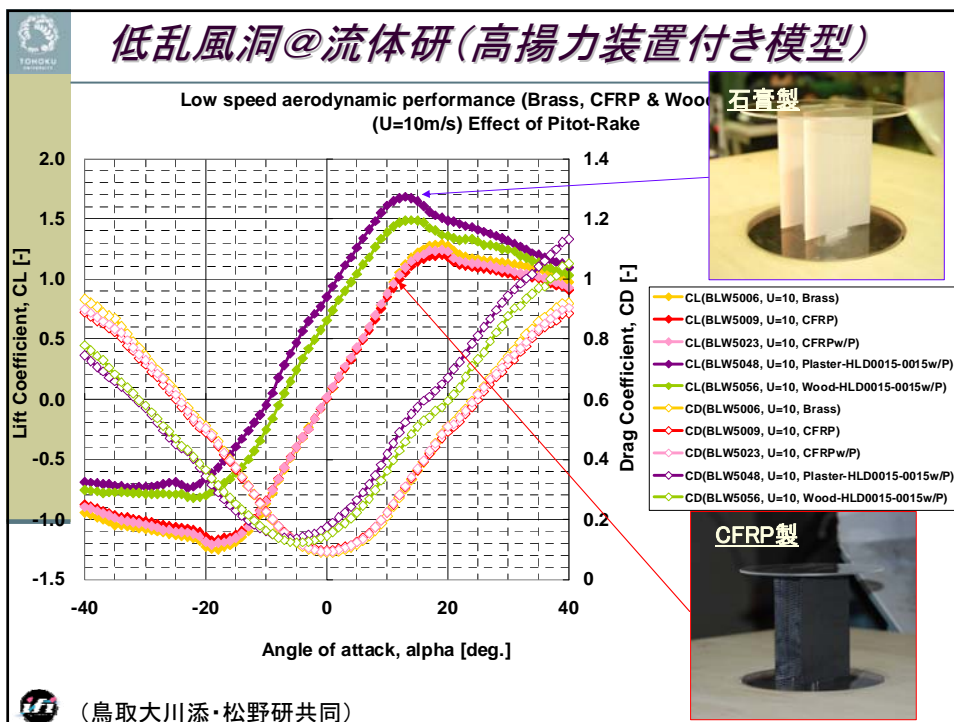 TOHOKU
UNIVERSITY
低乱風洞@流体研(高揚力装置付き模型)
Low speed aerodynamic performance (Brass, CFRP & Wood
(U=10m/s) Effect of Pitot-Rake
石膏製
2.0
1.5
1.0
0.5
0.0
-0.5
-1.0
-1.5
Lift Coefficient, CL [-]
1.4
1.2
1
0.8
0.6
0.4
0.2
0
Drag Coefficient, CD [-]
-40
-20
0
20
40
Angle of attack, alpha [deg.]
CL(BLW5006, U=10, Brass)
CL(BLW5009, U=10, CFRP)
CL(BLW5023, U=10, CFRPw/P)
CL(BLW5048, U=10, Plaster-HLD0015-0015w/P)
CL(BLW5056, U=10, Wood-HLD0015-0015w/P)
CD(BLW5006, U=10, Brass)
CD(BLW5009, U=10, CFRP)
CD(BLW5023, U=10, CFRPw/P)
CD(BLW5048, U=10, Plaster-HLD0015-0015w/P)
CD(BLW5056, U=10, Wood-HLD0015-0015w/P)
CFRP製
ifs
(鳥取大川添・松野研共同)